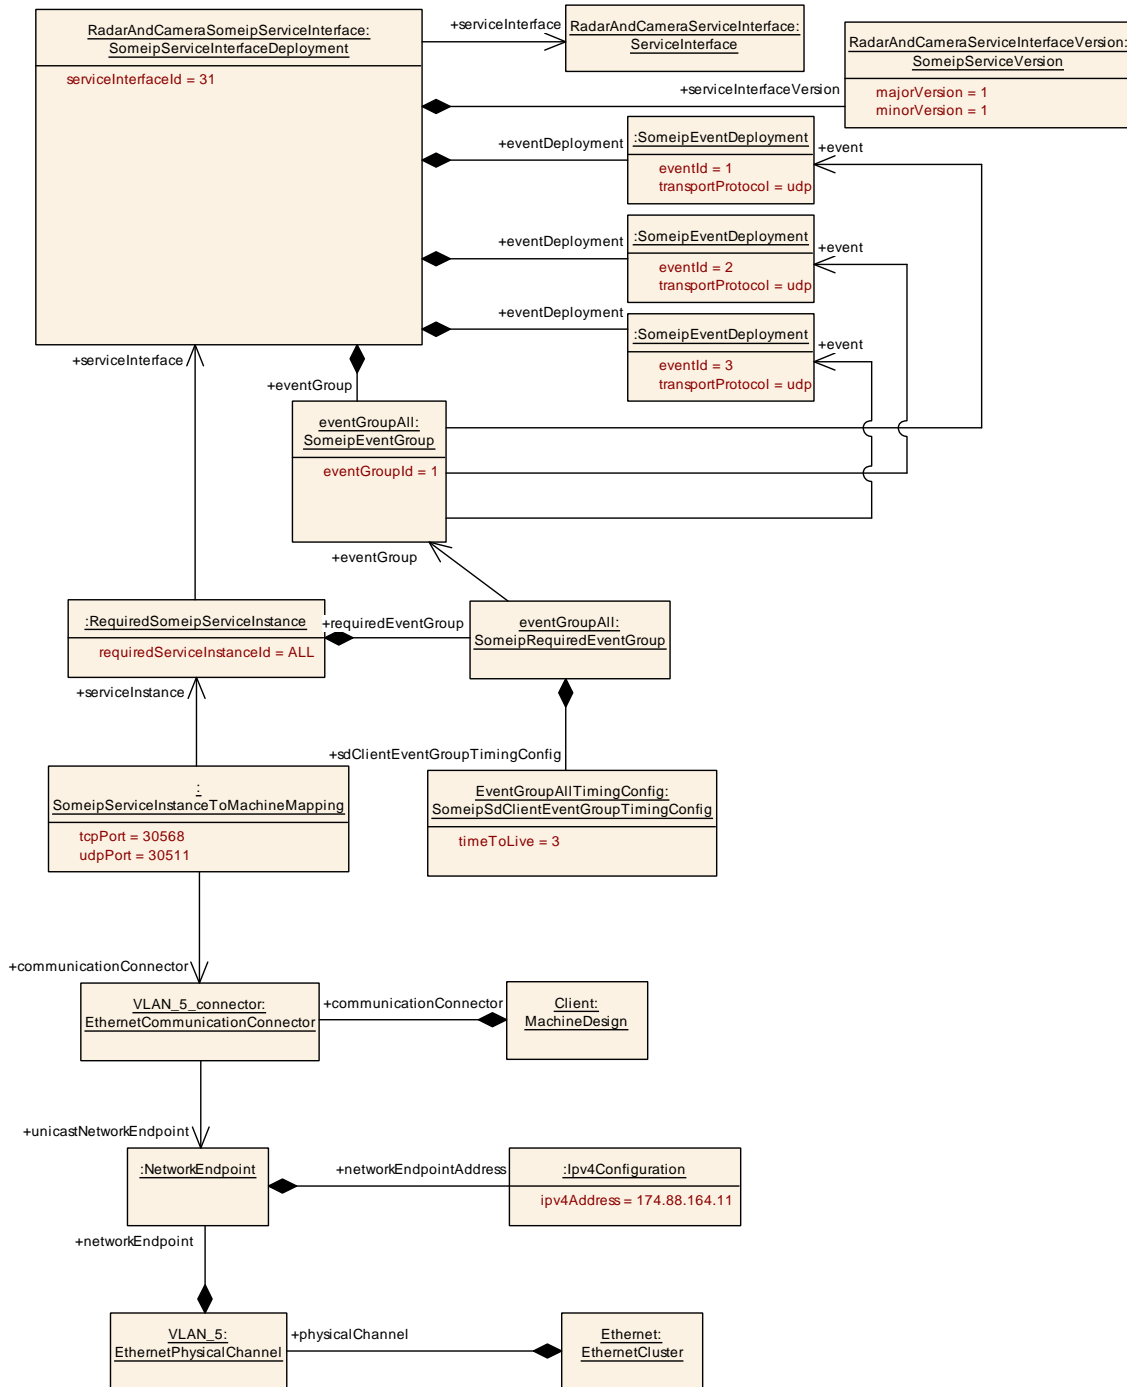 RadarAndCameraSomeipServiceInterface:
SomeipServiceInterfaceDeployment
serviceInterfaceId = 31
+serviceInterface
RadarAndCameraServiceInterface:
ServiceInterface
RadarAndCameraServiceInterfaceVersion:
SomeipServiceVersion
majorVersion = 1
minorVersion = 1
+serviceInterfaceVersion
+eventDeployment
:SomeipEventDeployment
eventId = 1
transportProtocol = udp
+event
+eventDeployment
:SomeipEventDeployment
eventId = 2
transportProtocol = udp
+event
+eventDeployment
:SomeipEventDeployment
eventId = 3
transportProtocol = udp
+event
+serviceInterface
+eventGroup
eventGroupAll:
SomeipEventGroup
eventGroupId = 1
+eventGroup
:RequiredSomeipServiceInstance
requiredServiceInstanceId = ALL
+requiredEventGroup
eventGroupAll:
SomeipRequiredEventGroup
+serviceInstance
+sdClientEventGroupTimingConfig
:
SomeipServiceInstanceToMachineMapping
tcpPort = 30568
udpPort = 30511
EventGroupAllTimingConfig:
SomeipSdClientEventGroupTimingConfig
timeToLive = 3
+communicationConnector
VLAN_5_connector:
EthernetCommunicationConnector
+communicationConnector
Client:
MachineDesign
+unicastNetworkEndpoint
:NetworkEndpoint
+networkEndpointAddress
:Ipv4Configuration
ipv4Address = 174.88.164.11
+networkEndpoint
VLAN_5:
EthernetPhysicalChannel
+physicalChannel
Ethernet:
EthernetCluster